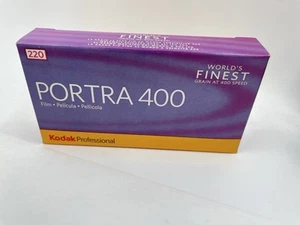 220
WORLD'S
FINEST
GRAIN AT 400 SPEED
PORTRA 400
Film • Película • Pellicola
Kodak Professional